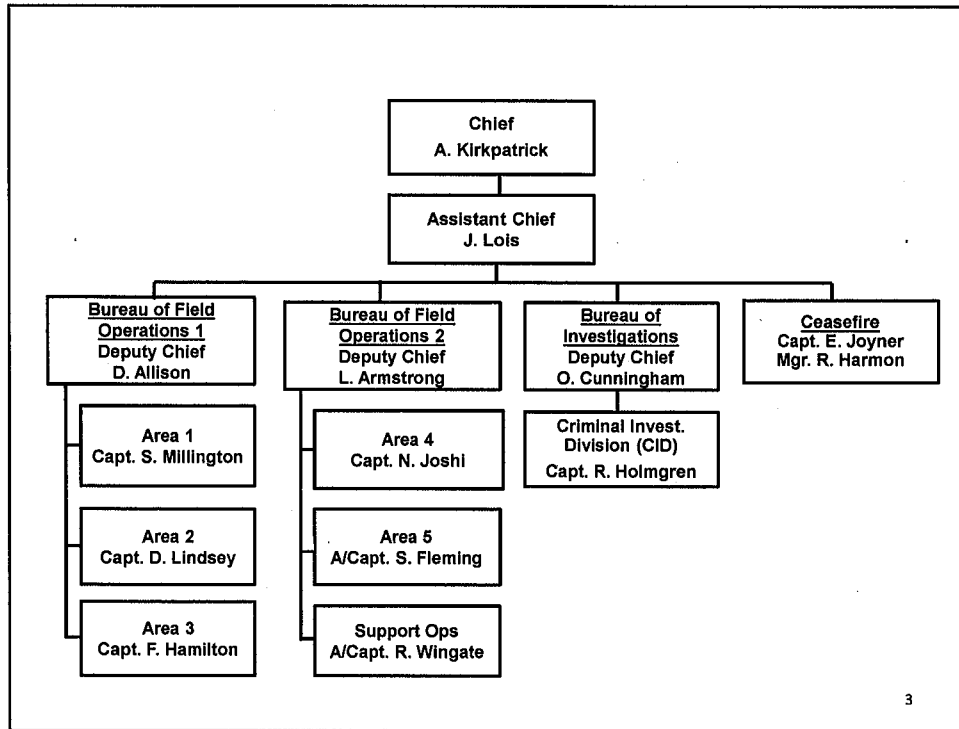 Chief
A. Kirkpatrick
Assistant Chief
J. Lois
Bureau of Field
Operations 1
Deputy Chief
D. Allison
Area 1
Capt. S. Millington
Area 2
Capt. D. Lindsey
Area 3
Capt. F. Hamilton
Bureau of Field
Operations 2
Deputy Chief
L. Armstrong
Area 4
Capt. N. Joshi
Area 5
A/Capt. S. Fleming
Support Ops
A/Capt. R. Wingate
Bureau of
Investigations
Deputy Chief
O. Cunningham
Criminal Invest.
Division (CID)
Capt. R. Holmgren
Ceasefire
Capt. E. Joyner
Mgr. R. Harmon
3